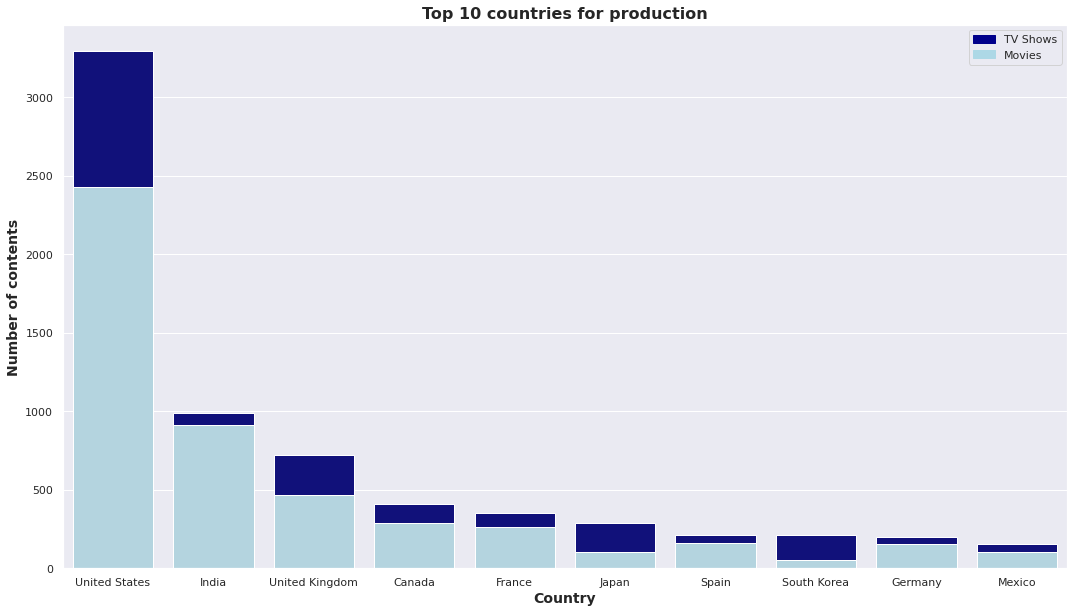 Top 10 countries for production
TV Shows
Movies
Number of contents
3000
2500
2000
1500
1000
500
0
United States
India
United Kingdom
Canada
France
Japan
Spain
South Korea
Germany
Mexico
Country